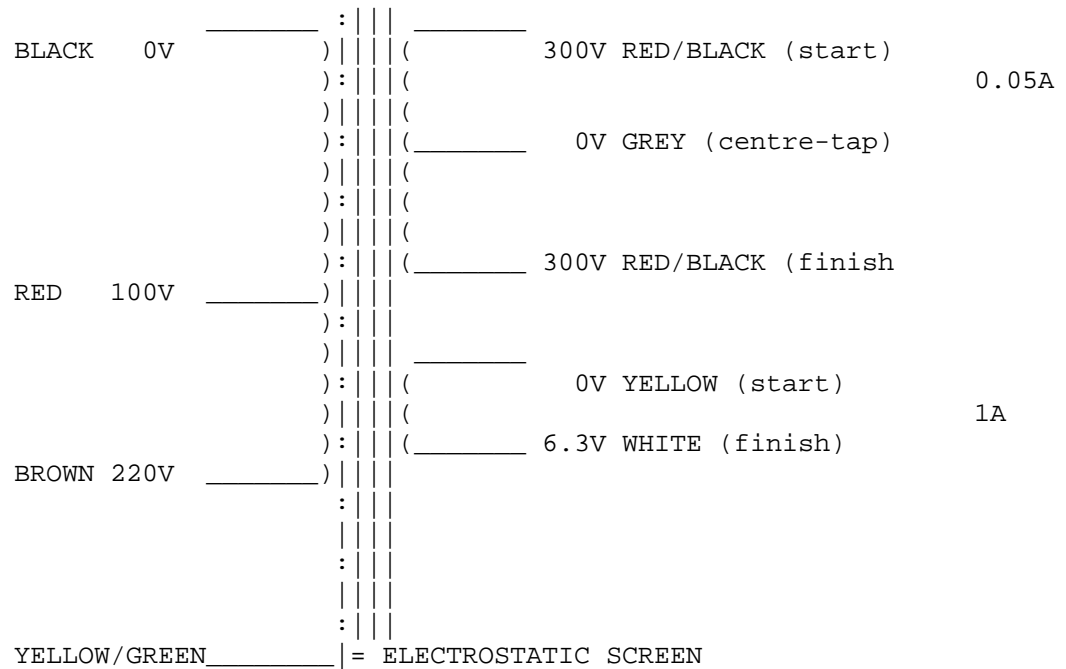 BLACK 0V 300V RED/BLACK (start)
0.05A
0V GREY (centre-tap)
300V RED/BLACK (finish
RED 100V
0V YELLOW (start)
1A
6.3V WHITE (finish)
BROWN 220V
YELLOW/GREEN = ELECTROSTATIC SCREEN